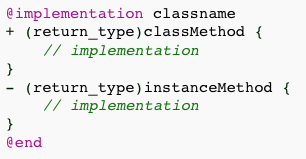 @implementation classname
+ (return_type)classMethod {
    // implementation
}
- (return_type)instanceMethod {
    // implementation
}
@end